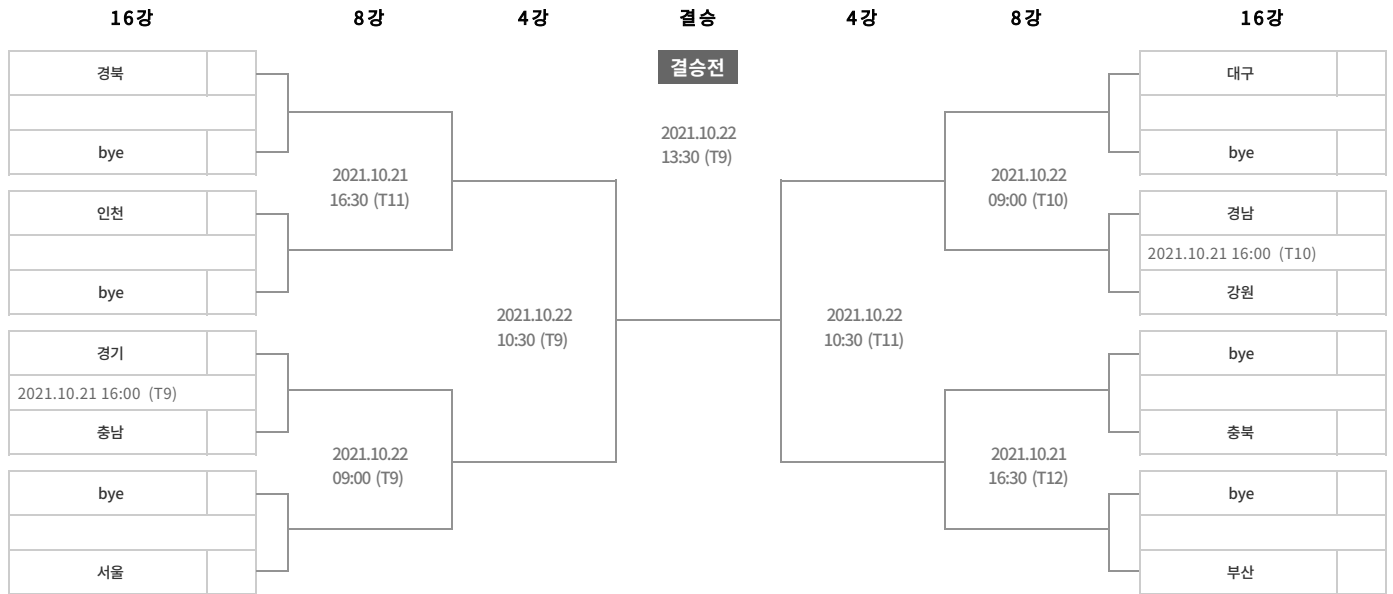 16강
8강
4강
결승
4강
8강
16강
경북
bye
인천
bye
경기
2021.10.21 16:00 (T9)
충남
bye
서울
2021.10.21
16:30 (T11)
2021.10.22
09:00 (T9)
2021.10.22
10:30 (T9)
결승전
2021.10.22
13:30 (T9)
2021.10.22
10:30 (T11)
2021.10.22
09:00 (T10)
2021.10.21
16:30 (T12)
대구
bye
경남
2021.10.21 16:00 (T10)
강원
bye
충북
bye
부산